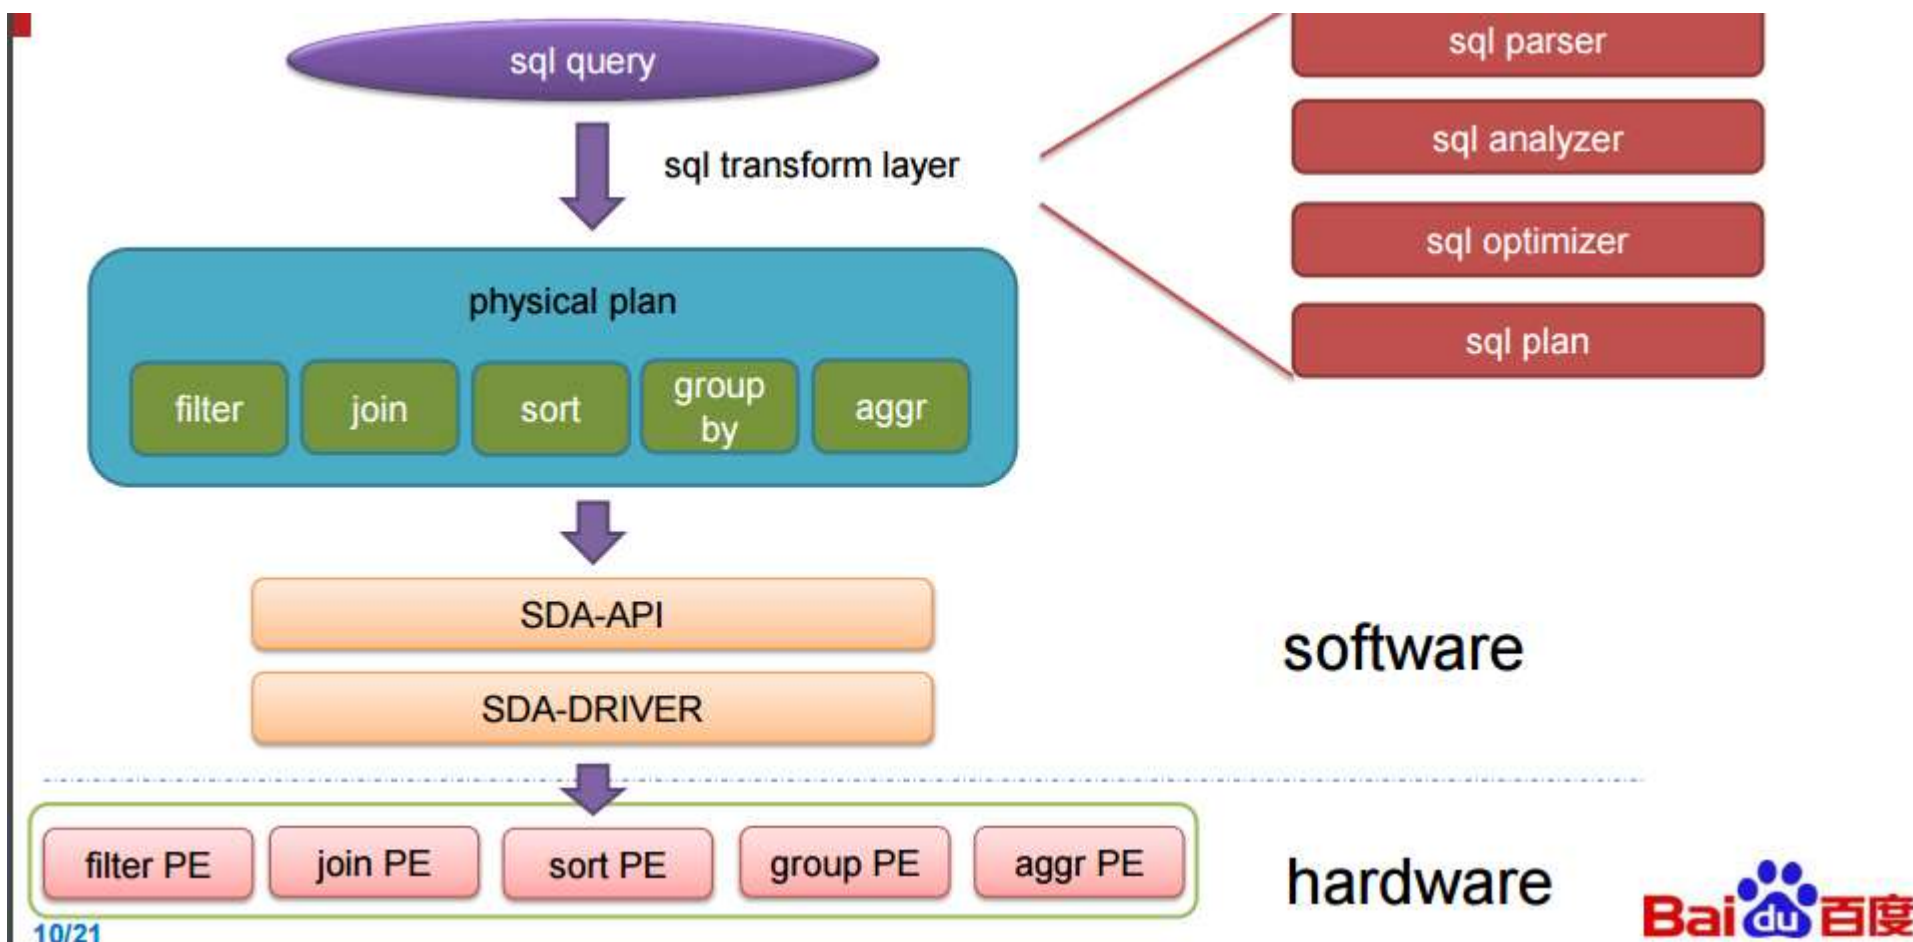 sql query
sql transform layer
sql parser
sql analyzer
sql optimizer
sql plan
physical plan
filter
join
sort
group
by
aggr
SDA-API
SDA-DRIVER
software
filter PE
join PE
sort PE
group PE
aggr PE
hardware
10/21
Bai du 百度